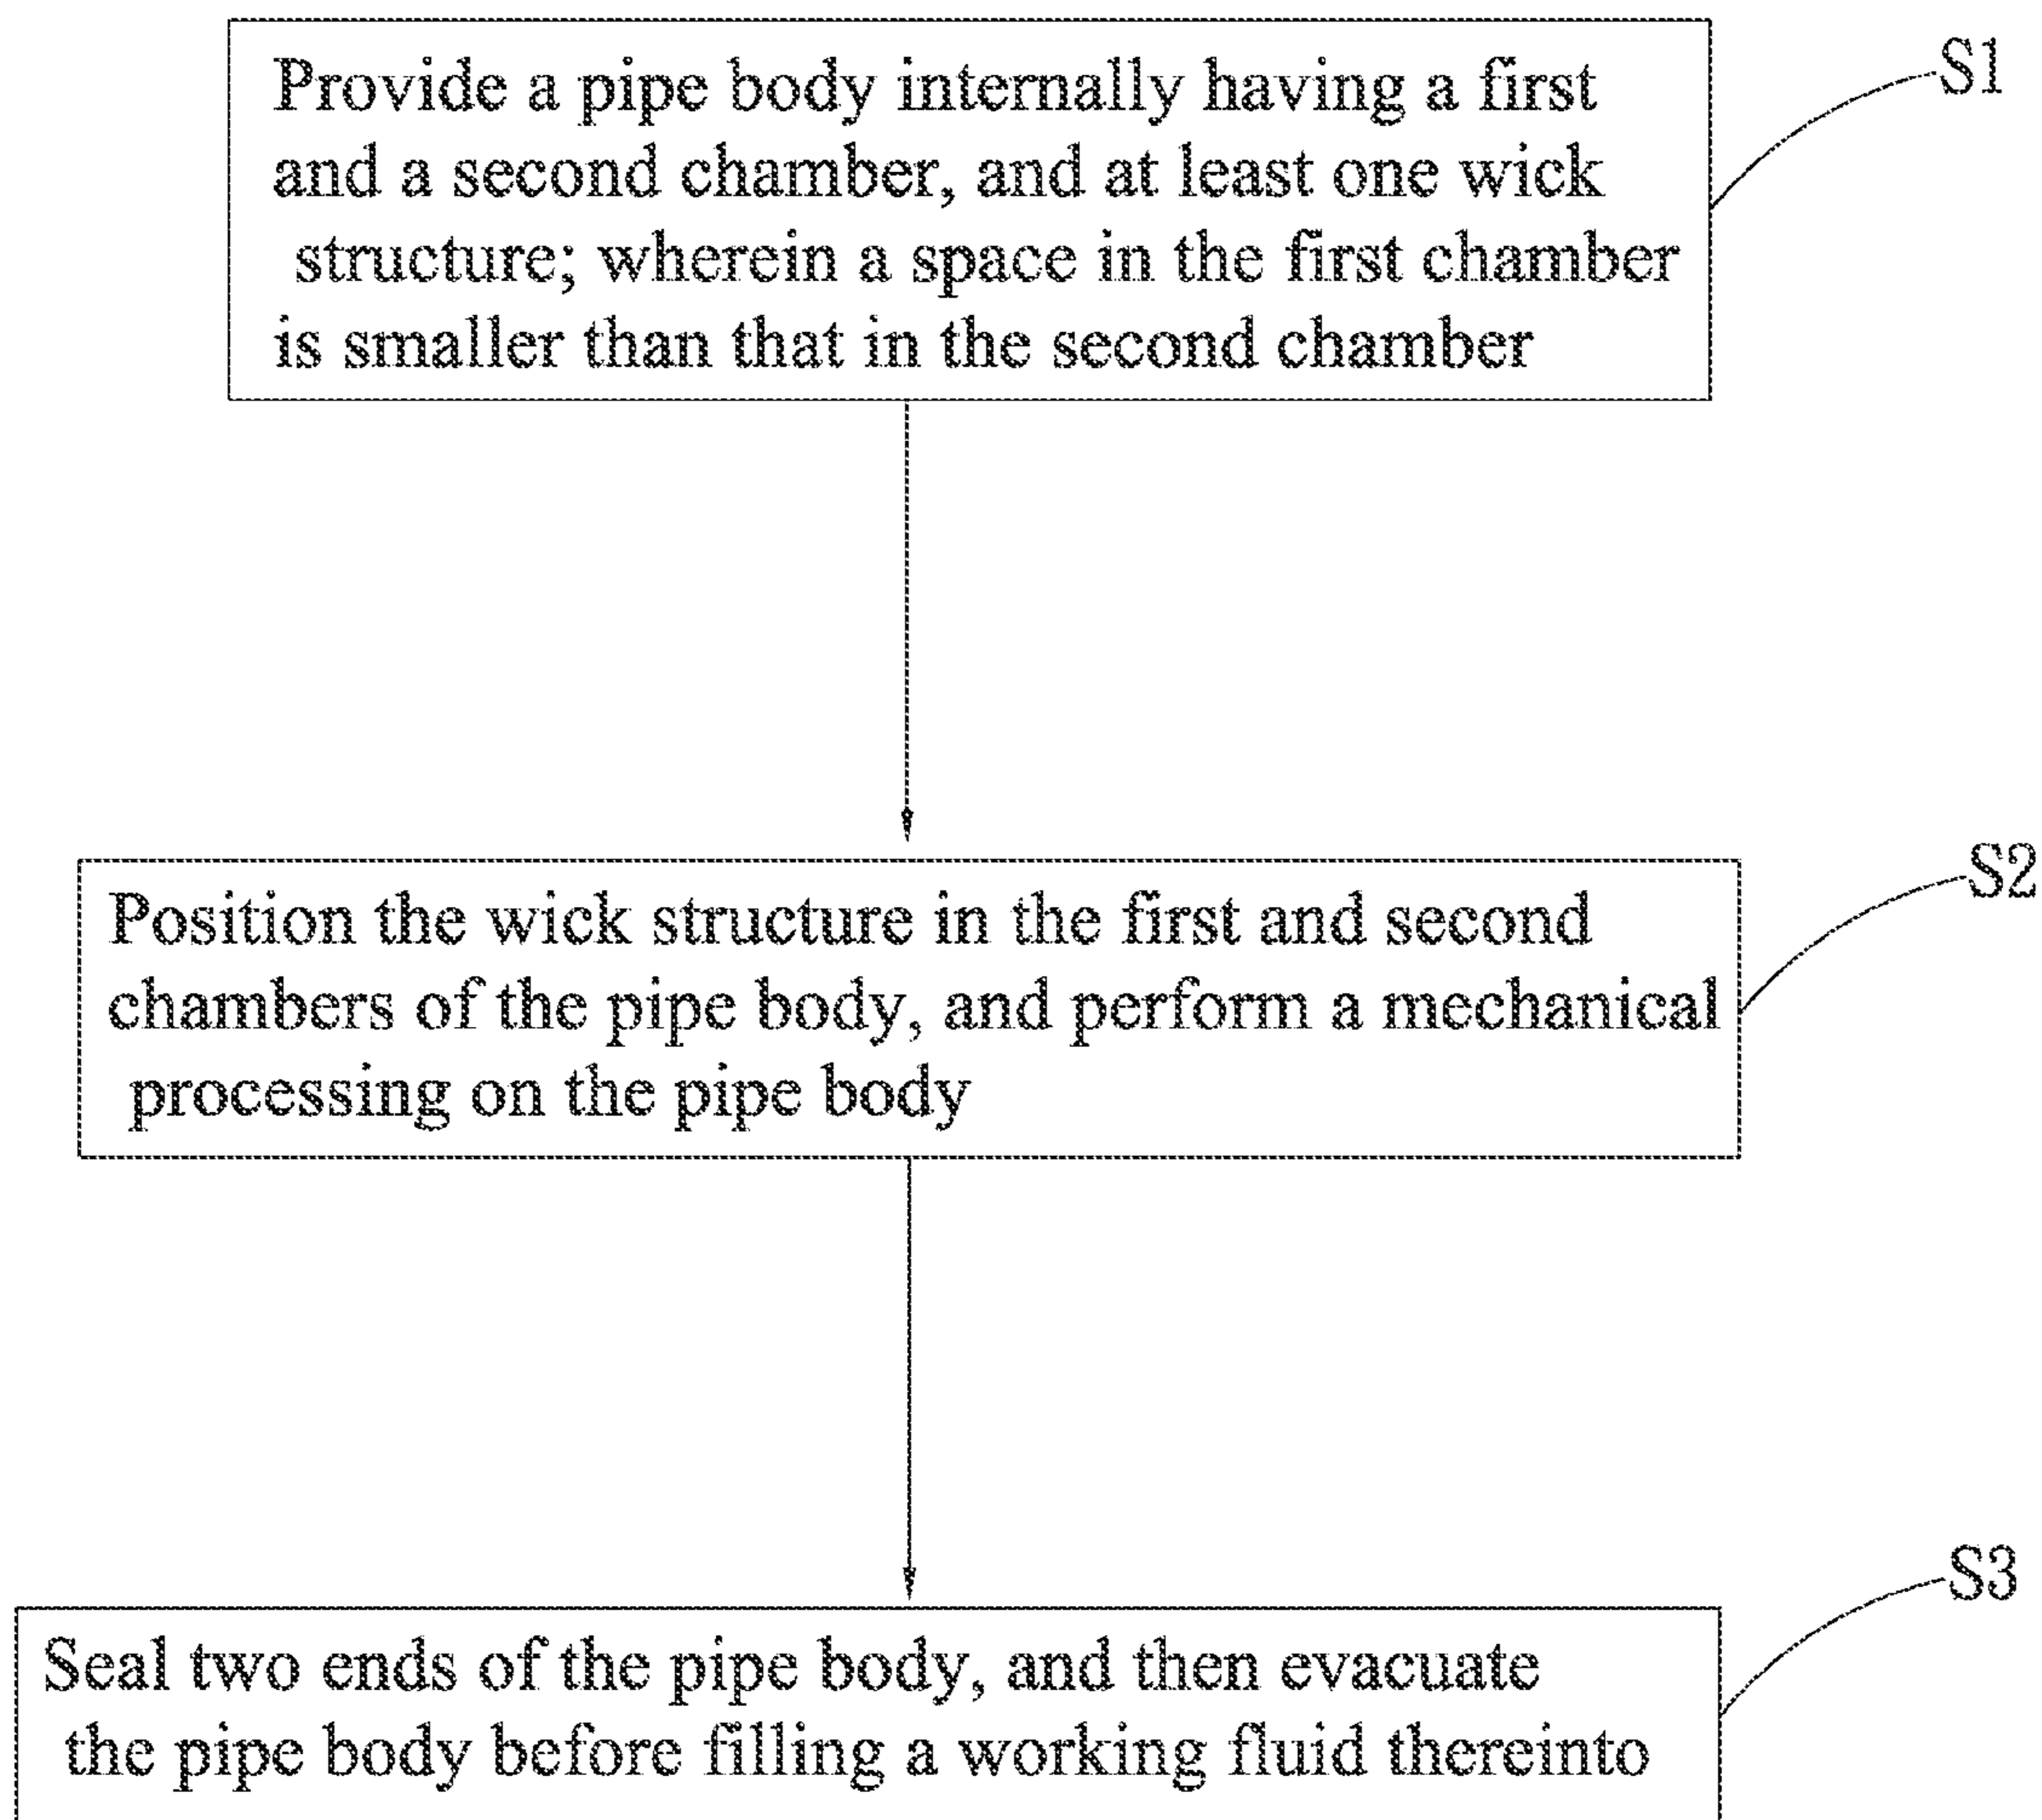 Provide a pipe body internally having a first
and a second chamber, and at least one wick
structure; wherein a space in the first chamber
is smaller than that in the second chamber
S1
Position the wick structure in the first and second
chambers of the pipe body, and perform a mechanical
processing on the pipe body
S2
Seal two ends of the pipe body, and then evacuate
the pipe body before filling a working fluid thereinto
S3